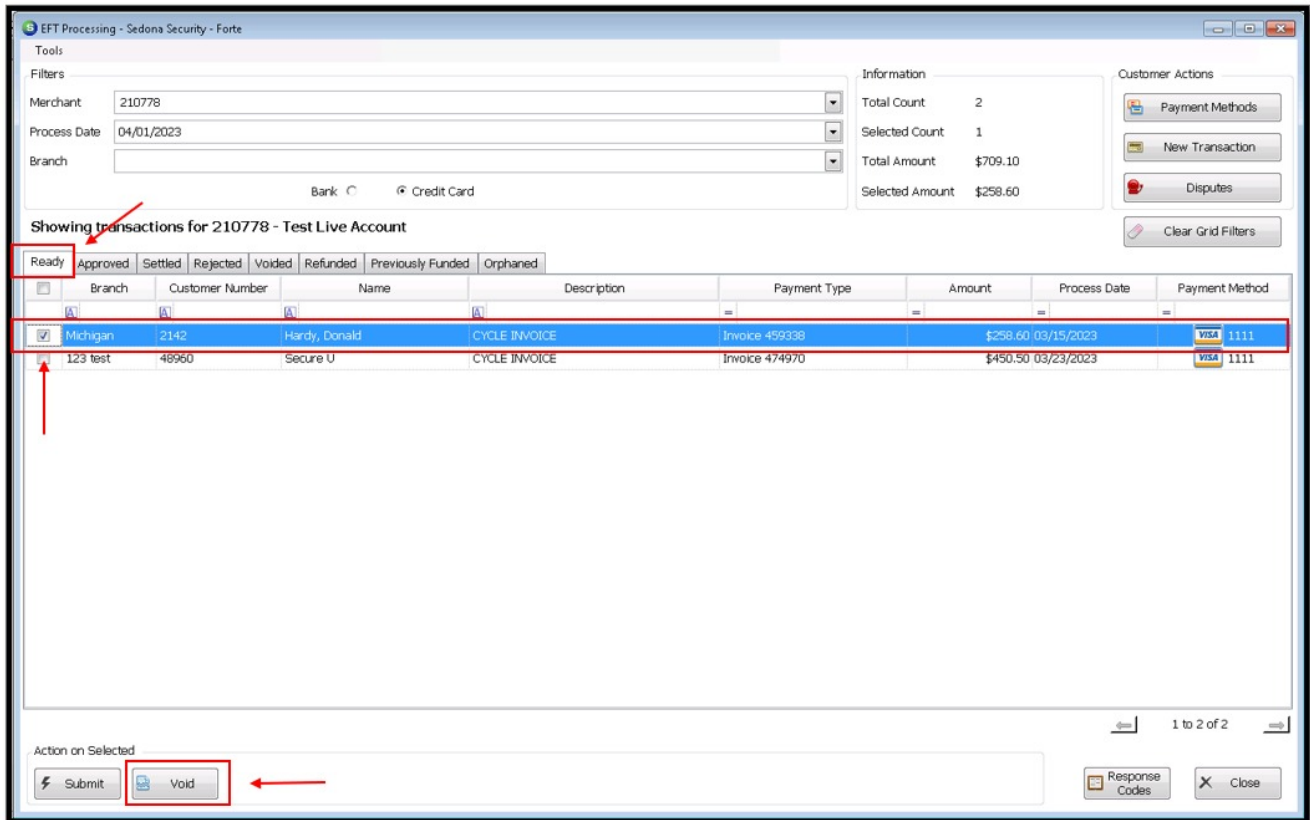 EFT Processing - Sedona Security - Forte
Tools
Filters
Merchant 210778
Process Date 04/01/2023
Branch
Bank Credit Card
Information
Total Count 2
Selected Count 1
Total Amount $709.10
Selected Amount $258.60
Customer Actions
Payment Methods
New Transaction
Disputes
Clear Grid Filters
Showing transactions for 210778 - Test Live Account
Ready Approved Settled Rejected Voided Refunded Previously Funded Orphaned
Branch Customer Number Name Description Payment Type Amount Process Date Payment Method
A A A A = = = =
Michigan 2142 Hardy, Donald CYCLE INVOICE Invoice 459338 $258.60 03/15/2023 VISA 1111
123 test 48960 Secure U CYCLE INVOICE Invoice 474970 $450.50 03/23/2023 VISA 1111
1 to 2 of 2
Action on Selected
Submit Void
Response Codes
Close